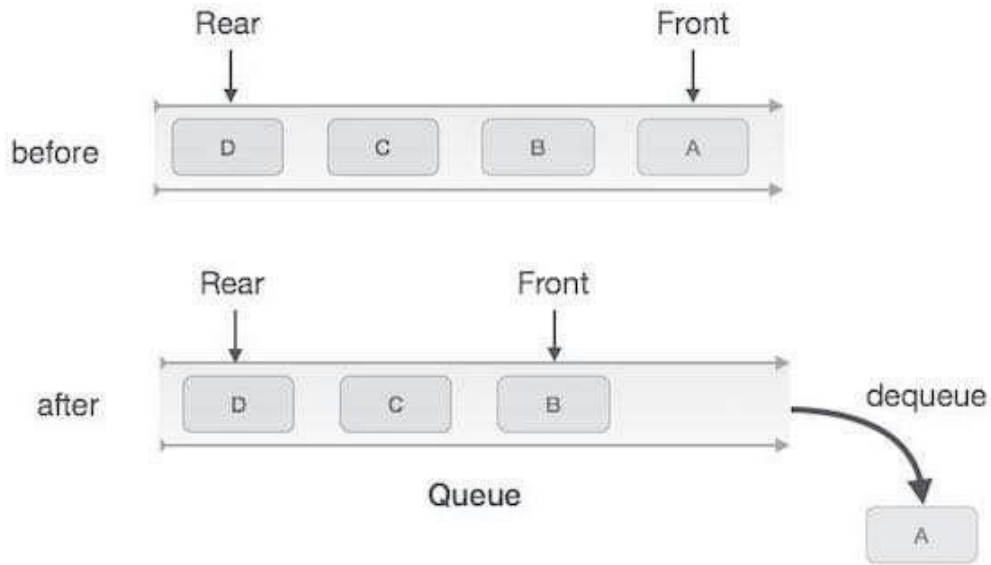 Rear Front
before D C B A
Rear Front
after D C B dequeue
Queue
A